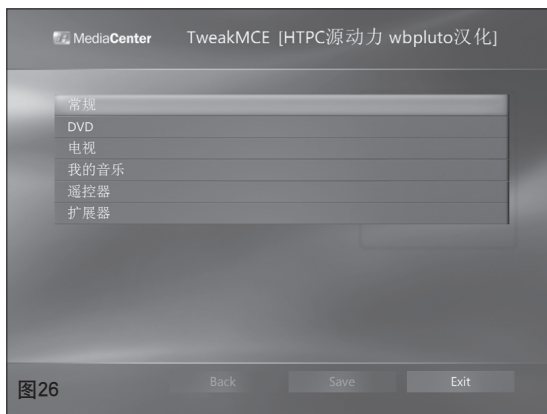 MediaCenter TweakMCE [HTPC源动力 wbpluto汉化]
常规
DVD
电视
我的音乐
遥控器
扩展器
Back Save Exit
图26